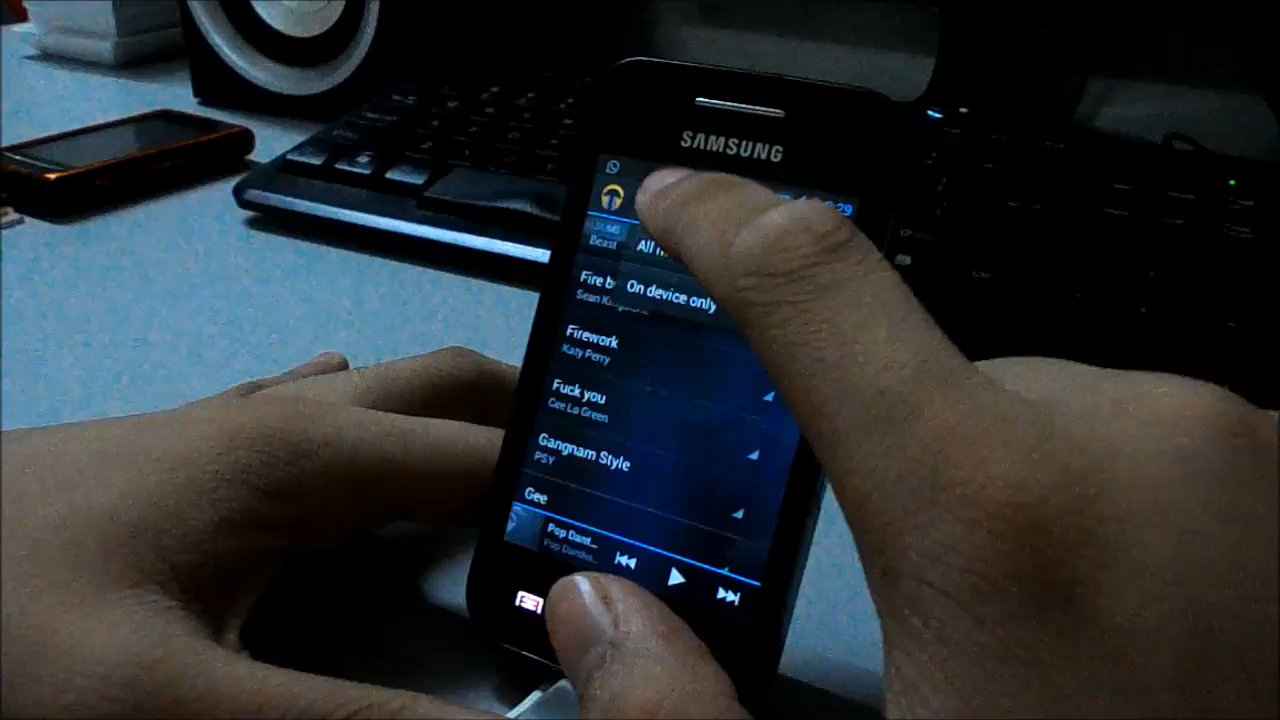 SAMSUNG
All
Beast
On device only
Fire
Sean
Firework
Katy Perry
Fuck you
Cee Lo Green
Gangnam Style
PSY
Gee
Pop Dant...